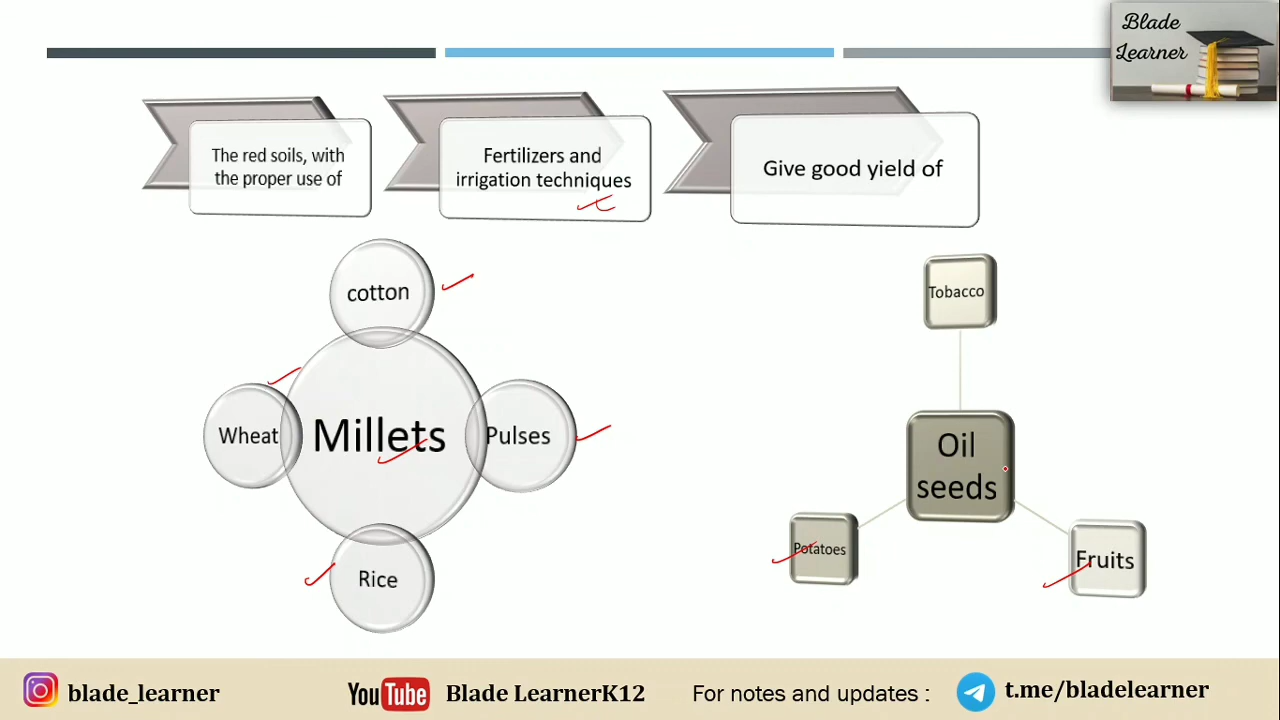 Blade
Learner
The red soils, with
the proper use of
Fertilizers and
irrigation techniques
Give good yield of
cotton
Wheat
Millets
Pulses
Rice
Tobacco
Oil
seeds
Potatoes
Fruits
blade_learner
YouTube
Blade LearnerK12
For notes and updates :
t.me/bladelearner